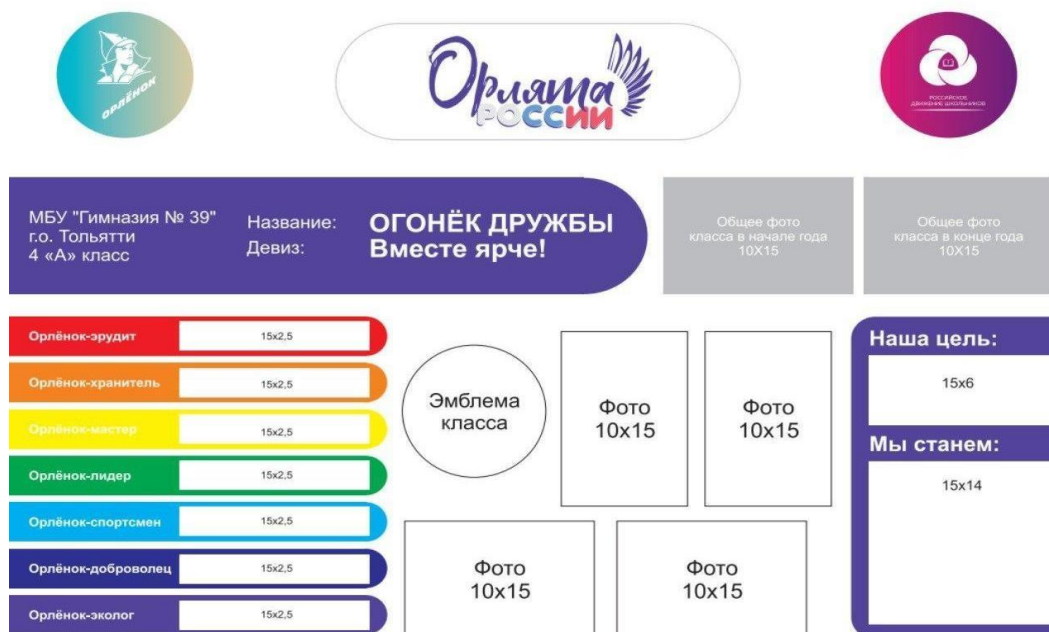 ОРЛЁНОК
Орлята
РОССИИ
РОССИЙСКОЕ
ДВИЖЕНИЕ ШКОЛЬНИКОВ
МБУ "Гимназия № 39"
г.о. Тольятти
4 «А» класс
Название:
Девиз:
ОГОНЁК ДРУЖБЫ
Вместе ярче!
Общее фото
класса в начале года
10Х15
Общее фото
класса в конце года
10Х15
Орлёнок-эрудит
15х2,5
Орлёнок-хранитель
15х2,5
Орлёнок-мастер
15х2,5
Орлёнок-лидер
15х2,5
Орлёнок-спортсмен
15х2,5
Орлёнок-доброволец
15х2,5
Орлёнок-эколог
15х2,5
Эмблема
класса
Фото
10х15
Фото
10х15
Фото
10х15
Фото
10х15
Наша цель:
15х6
Мы станем:
15х14